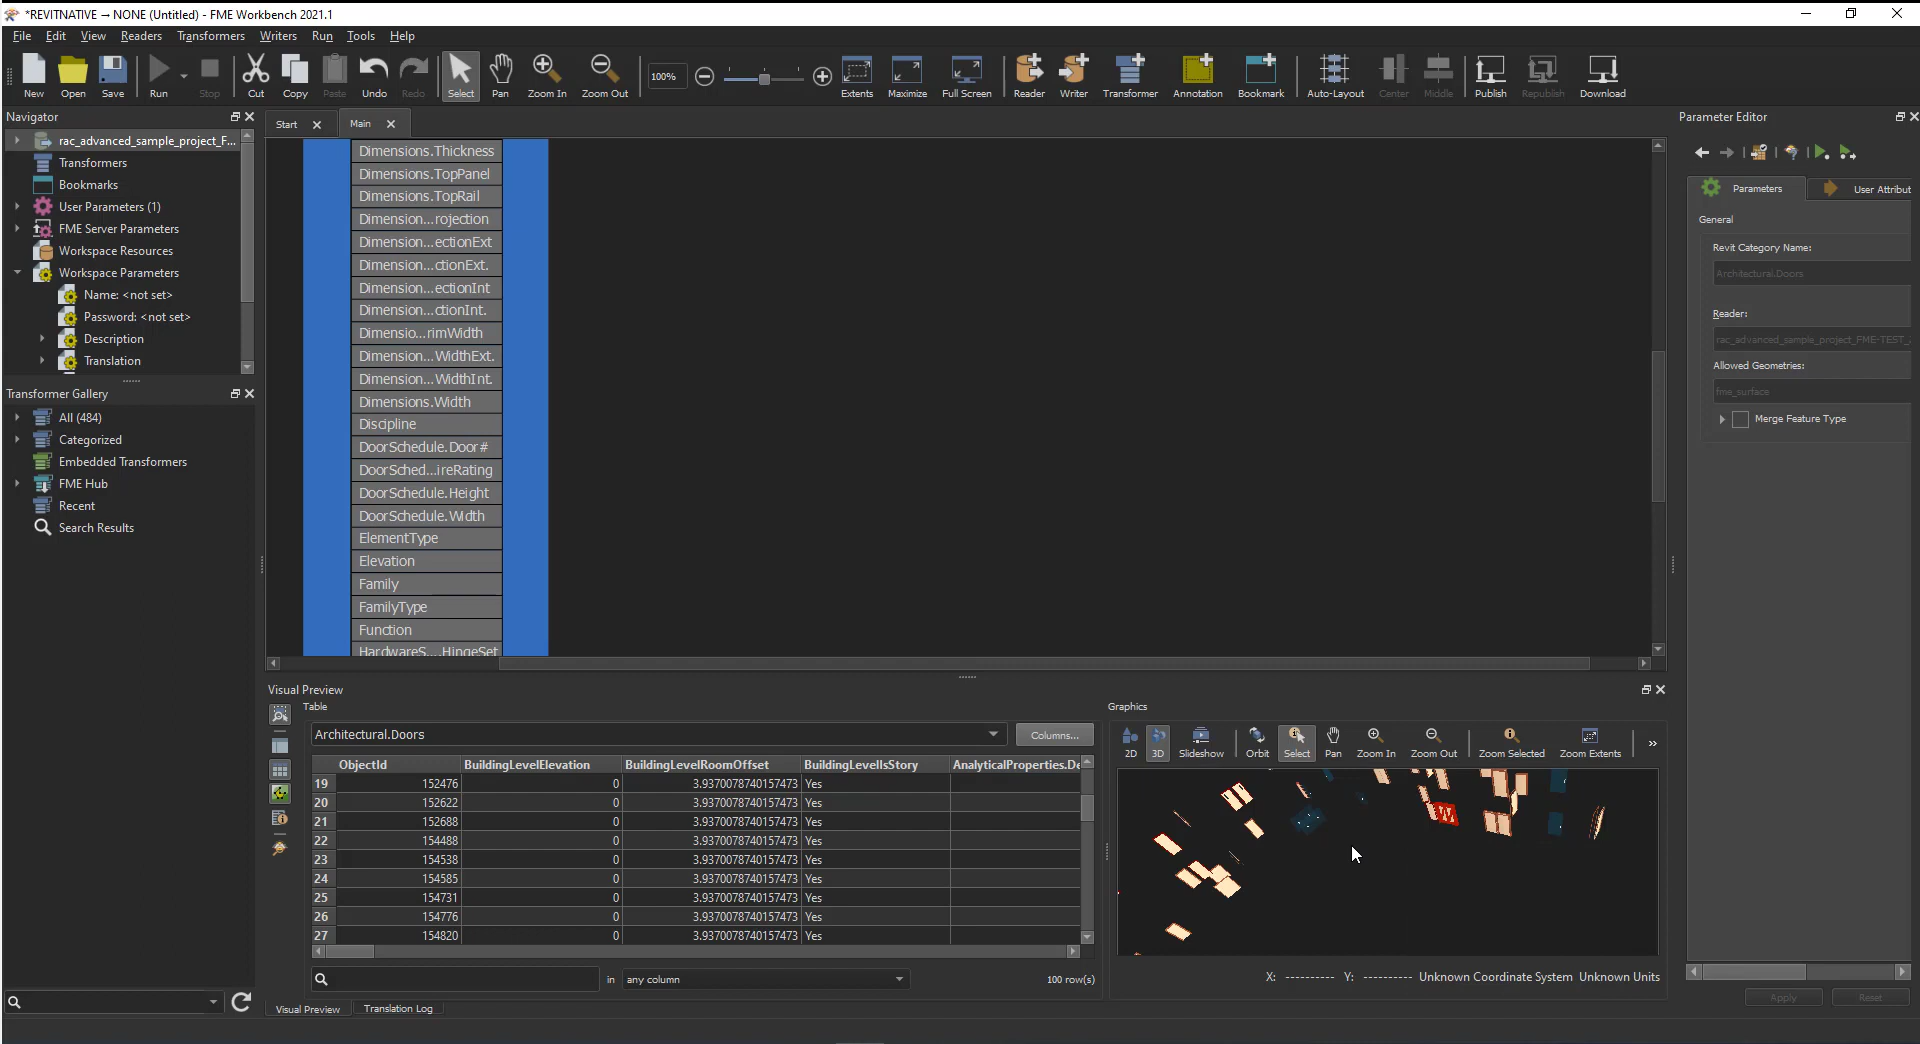 *REVITNATIVE → NONE (Untitled) - FME Workbench 2021.1
File Edit View Readers Transformers Writers Run Tools Help
New Open Save Run Stop Cut Copy Paste Undo Redo Select Pan Zoom In Zoom Out 100% Extents Maximize Full Screen Reader Writer Transformer Annotation Bookmark Auto-Layout Center Middle Publish Republish Download
Navigator
rac_advanced_sample_project_F...
Transformers
Bookmarks
User Parameters (1)
FME Server Parameters
Workspace Resources
Workspace Parameters
Name: <not set>
Password: <not set>
Description
Translation
Transformer Gallery
All (484)
Categorized
Embedded Transformers
FME Hub
Recent
Search Results
Start Main
Dimensions.Thickness
Dimensions.TopPanel
Dimensions.TopRail
Dimension...rojection
Dimension...ectionExt
Dimension...ctionExt.
Dimension...ectionInt
Dimension...ctionInt.
Dimensio...rimWidth
Dimension...WidthExt.
Dimension...WidthInt.
Dimensions.Width
Discipline
DoorSchedule.Door#
DoorSched...ireRating
DoorSchedule.Height
DoorSchedule.Width
ElementType
Elevation
Family
FamilyType
Function
HardwareS....HingeSet
Parameter Editor
Parameters User Attribut
General
Revit Category Name:
Architectural.Doors
Reader:
rac_advanced_sample_project_FME-TEST_
Allowed Geometries:
fme_surface
Merge Feature Type
Apply Reset
Visual Preview
Table
Architectural.Doors Columns...
ObjectId BuildingLevelElevation BuildingLevelRoomOffset BuildingLevelIsStory AnalyticalProperties.De
19 152476 0 3.9370078740157473 Yes
20 152622 0 3.9370078740157473 Yes
21 152688 0 3.9370078740157473 Yes
22 154488 0 3.9370078740157473 Yes
23 154538 0 3.9370078740157473 Yes
24 154585 0 3.9370078740157473 Yes
25 154731 0 3.9370078740157473 Yes
26 154776 0 3.9370078740157473 Yes
27 154820 0 3.9370078740157473 Yes
in any column 100 row(s)
Visual Preview Translation Log
Graphics
2D 3D Slideshow Orbit Select Pan Zoom In Zoom Out Zoom Selected Zoom Extents »
X: ---------- Y: ---------- Unknown Coordinate System Unknown Units